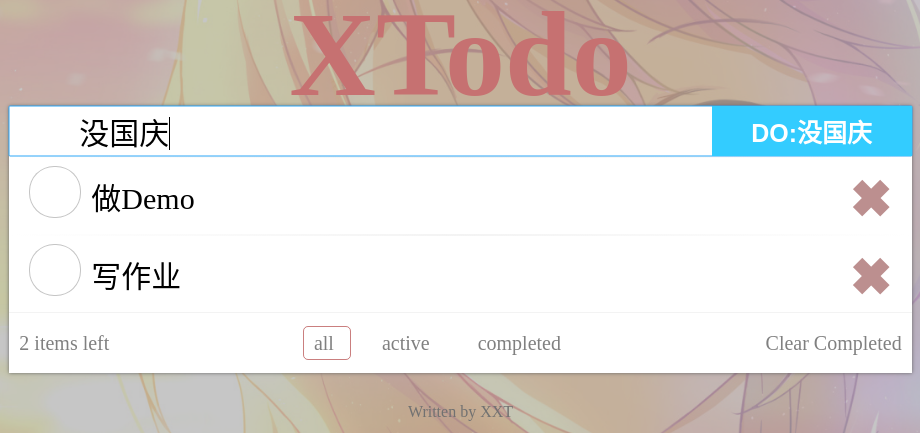 XTodo
没国庆 DO:没国庆
做Demo
写作业
2 items left all active completed Clear Completed
Written by XXT